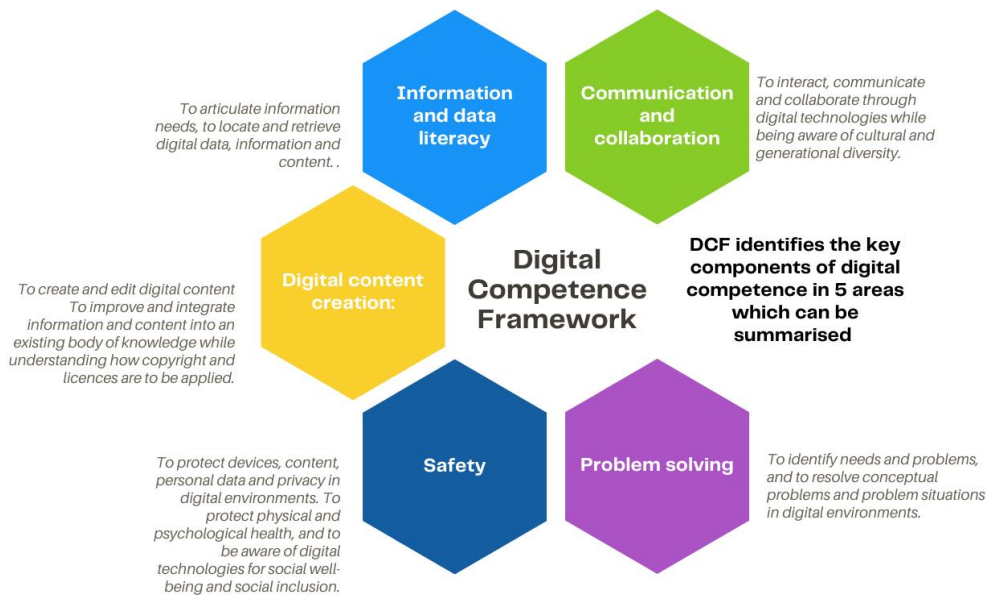 Information
and data
literacy
To articulate information
needs, to locate and retrieve
digital data, information and
content. .
Communication
and
collaboration
To interact, communicate
and collaborate through
digital technologies while
being aware of cultural and
generational diversity.
Digital content
creation:
To create and edit digital content
To improve and integrate
information and content into an
existing body of knowledge while
understanding how copyright and
licences are to be applied.
Digital
Competence
Framework
DCF identifies the key
components of digital
competence in 5 areas
which can be
summarised
Safety
To protect devices, content,
personal data and privacy in
digital environments. To
protect physical and
psychological health, and to
be aware of digital
technologies for social well-
being and social inclusion.
Problem solving
To identify needs and problems,
and to resolve conceptual
problems and problem situations
in digital environments.